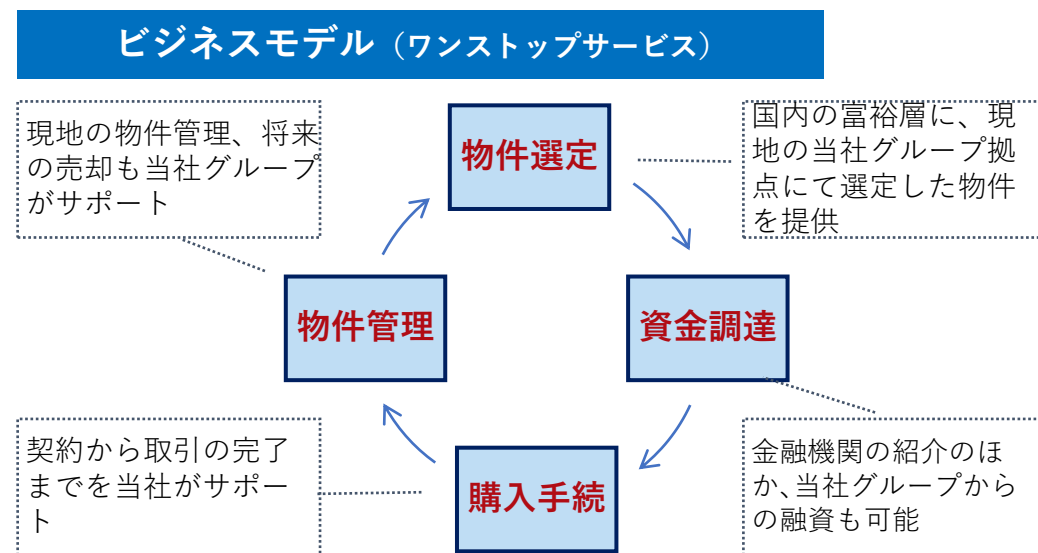 ビジネスモデル（ワンストップサービス）
現地の物件管理、将来
の売却も当社グループ
がサポート
物件選定
国内の富裕層に、現
地の当社グループ拠
点にて選定した物件
を提供
物件管理
資金調達
契約から取引の完了
までを当社がサポー
ト
購入手続
金融機関の紹介のほ
か、当社グループから
の融資も可能